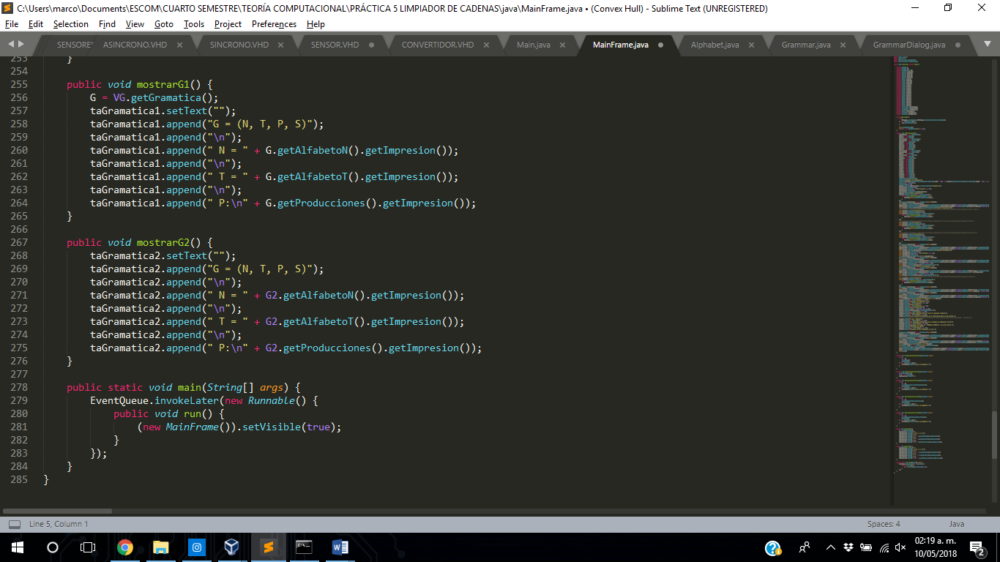 C:\Users\marco\Documents\ESCOM\CUARTO SEMESTRE\TEORÍA COMPUTACIONAL\PRÁCTICA 5 LIMPIADOR DE CADENAS\java\MainFrame.java • (Convex Hull) - Sublime Text (UNREGISTERED)
File Edit Selection Find View Goto Tools Project Preferences Help
SENSORES ASINCRONO.VHD SINCRONO.VHD SENSOR.VHD CONVERTIDOR.VHD Main.java MainFrame.java Alphabet.java Grammar.java GrammarDialog.java
253     }
254
255     public void mostrarG1() {
256         G = VG.getGramatica();
257         taGramatica1.setText("");
258         taGramatica1.append("G = (N, T, P, S)");
259         taGramatica1.append("\n");
260         taGramatica1.append(" N = " + G.getAlfabetoN().getImpresion());
261         taGramatica1.append("\n");
262         taGramatica1.append(" T = " + G.getAlfabetoT().getImpresion());
263         taGramatica1.append("\n");
264         taGramatica1.append(" P:\n" + G.getProducciones().getImpresion());
265     }
266
267     public void mostrarG2() {
268         taGramatica2.setText("");
269         taGramatica2.append("G = (N, T, P, S)");
270         taGramatica2.append("\n");
271         taGramatica2.append(" N = " + G2.getAlfabetoN().getImpresion());
272         taGramatica2.append("\n");
273         taGramatica2.append(" T = " + G2.getAlfabetoT().getImpresion());
274         taGramatica2.append("\n");
275         taGramatica2.append(" P:\n" + G2.getProducciones().getImpresion());
276     }
277
278     public static void main(String[] args) {
279         EventQueue.invokeLater(new Runnable() {
280             public void run() {
281                 (new MainFrame()).setVisible(true);
282             }
283         });
284     }
285 }
Line 5, Column 1 Spaces: 4 Java
02:19 a. m.
10/05/2018
2